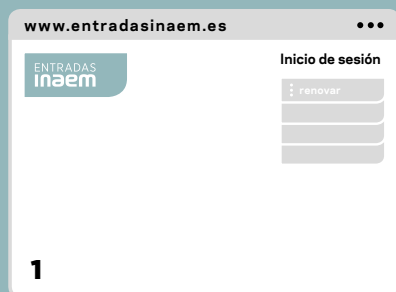 www.entradasinaem.es
ENTRADAS
inaem
Inicio de sesión
renovar
1